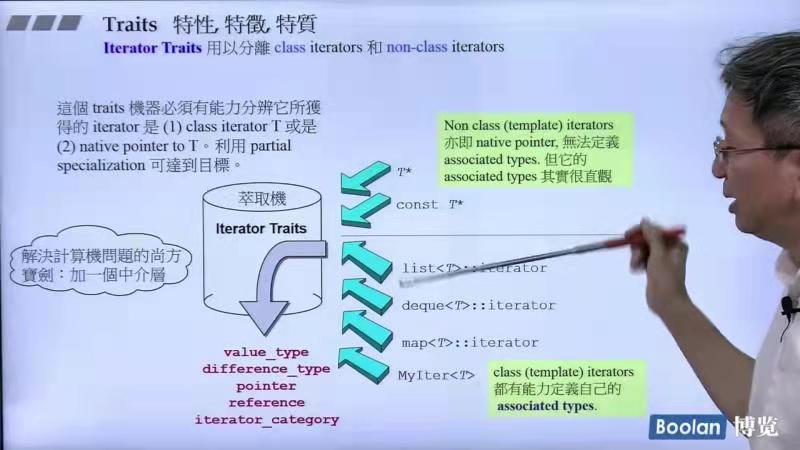 Traits 特性, 特徵, 特質
Iterator Traits 用以分離 class iterators 和 non-class iterators
這個 traits 機器必須有能力分辨它所獲
得的 iterator 是 (1) class iterator T 或是
(2) native pointer to T。利用 partial
specialization 可達到目標。
Non class (template) iterators
亦即 native pointer, 無法定義
associated types. 但它的
associated types 其實很直觀
萃取機
Iterator Traits
T*
const T*
解決計算機問題的尚方
寶劍：加一個中介層
list<T>::iterator
deque<T>::iterator
map<T>::iterator
MyIter<T>
value_type
difference_type
pointer
reference
iterator_category
class (template) iterators
都有能力定義自己的
associated types.
Boolan 博览